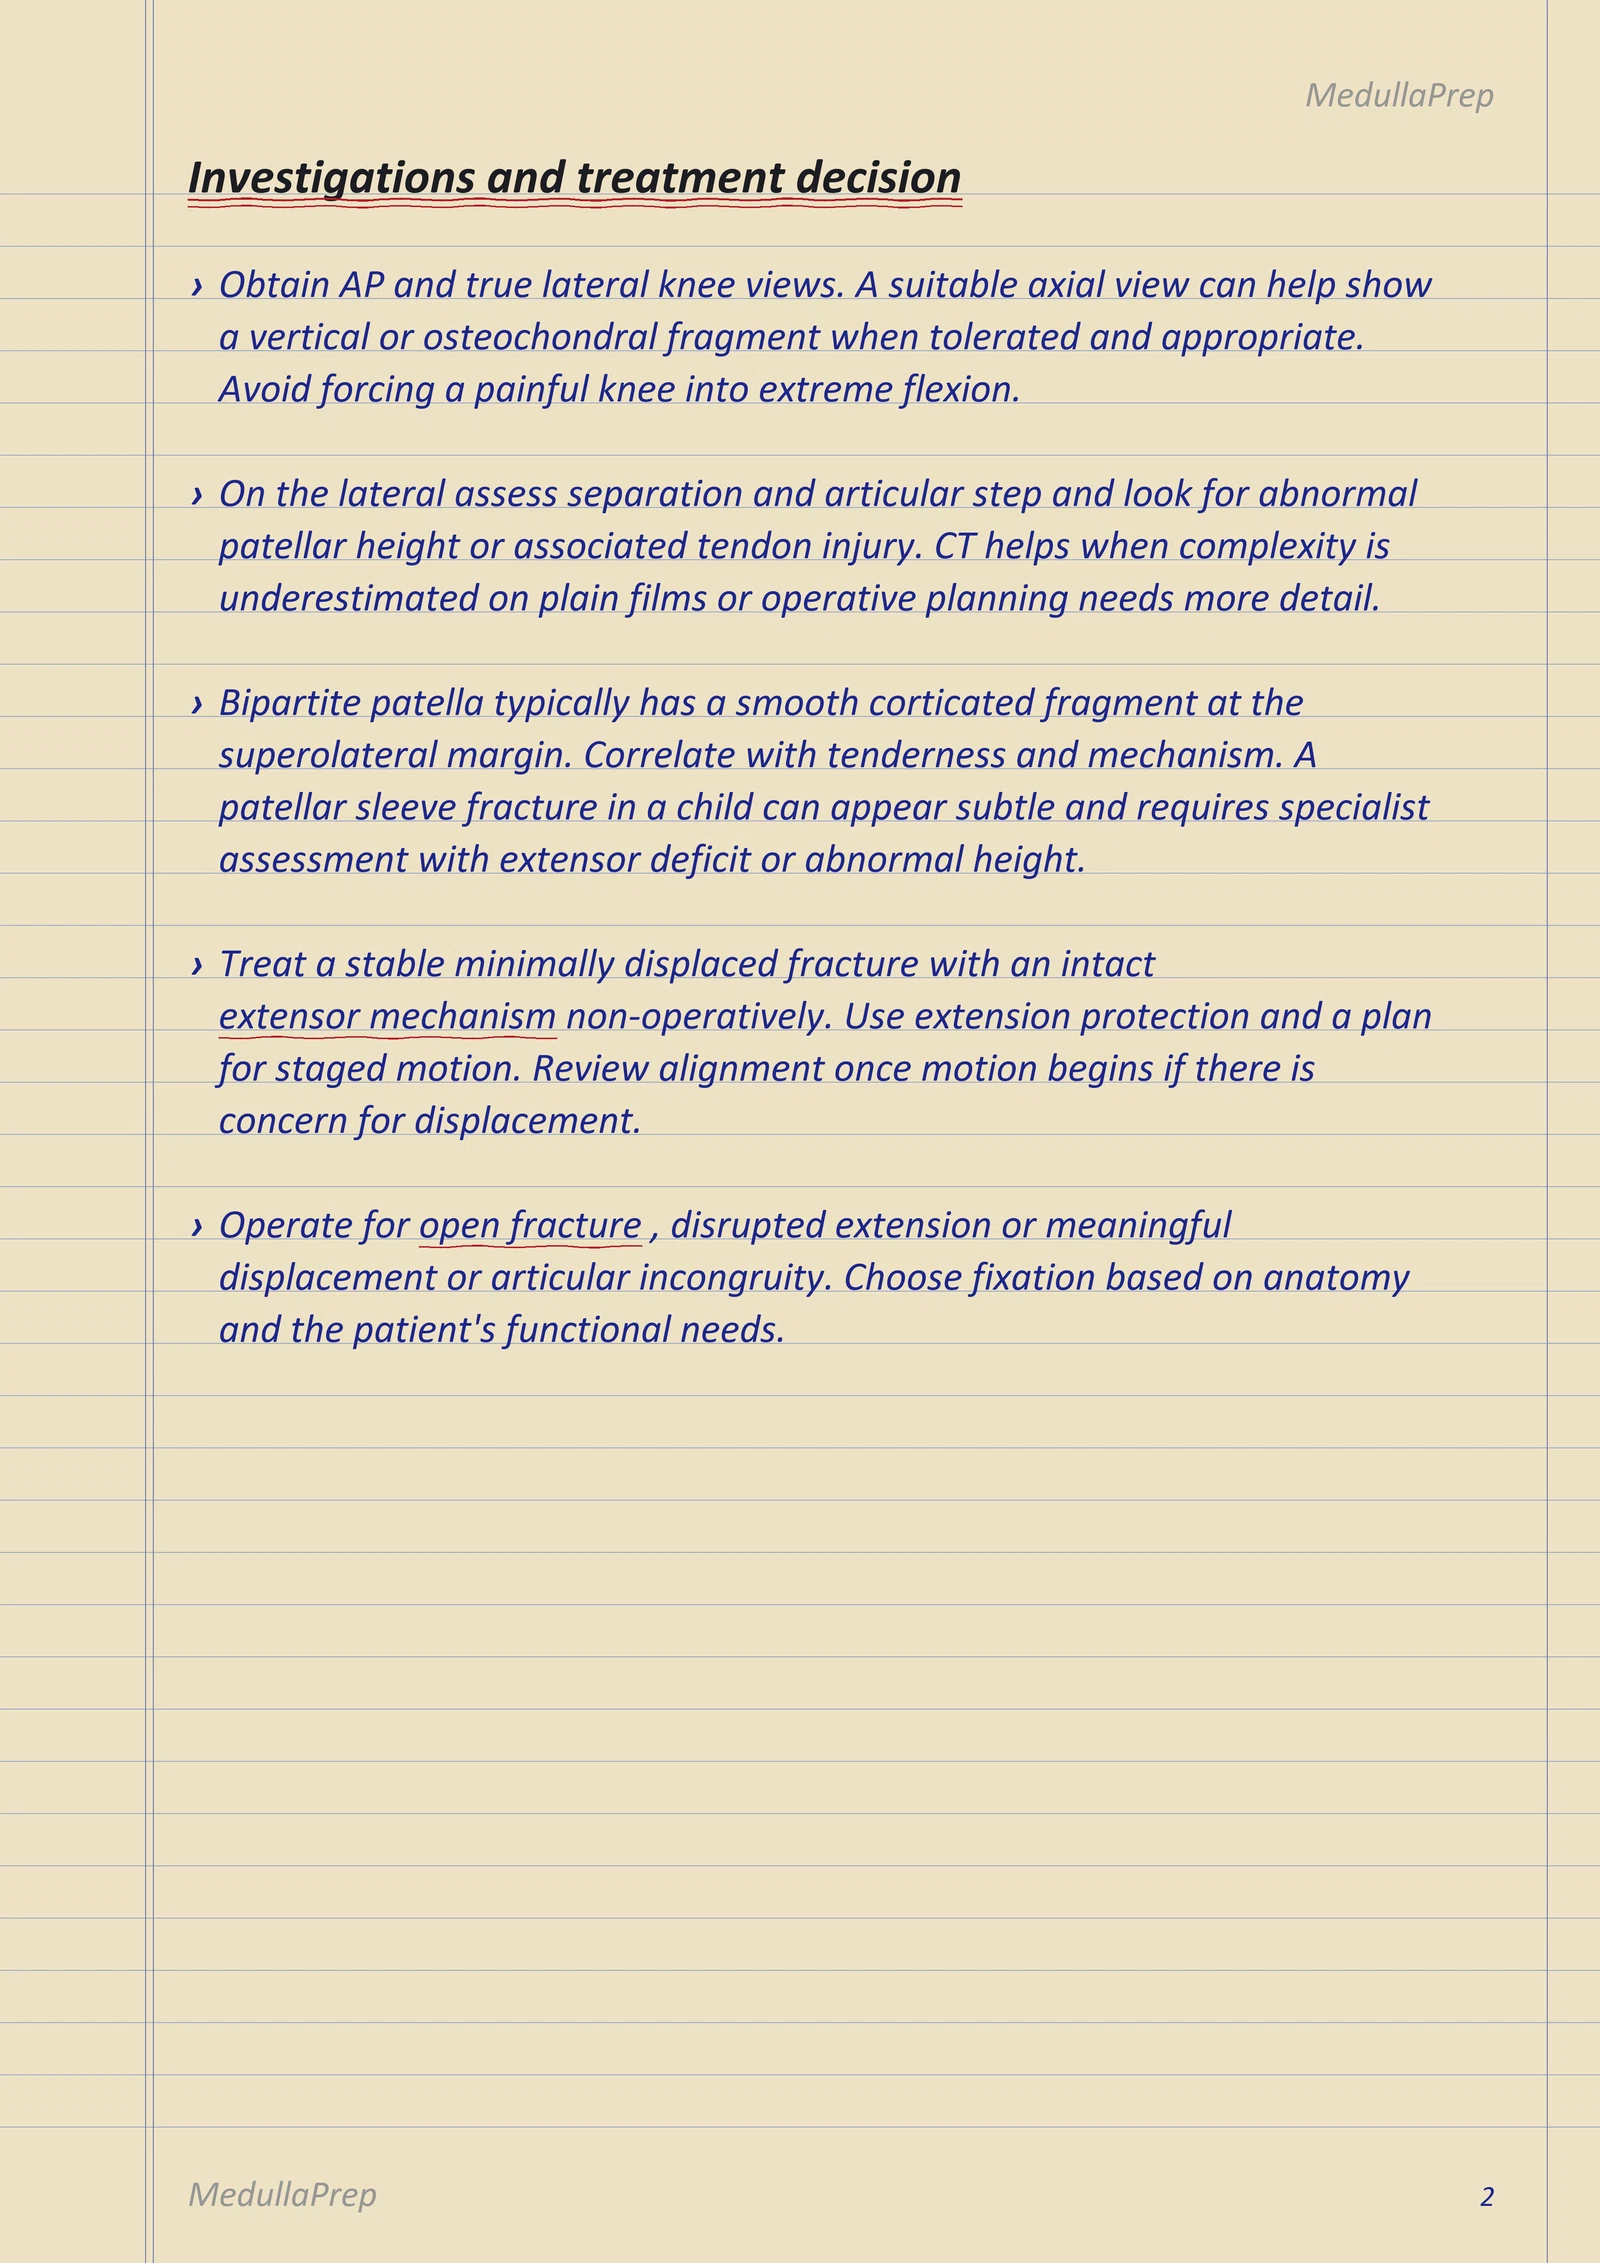 MedullaPrep
Investigations and treatment decision
› Obtain AP and true lateral knee views. A suitable axial view can help show
a vertical or osteochondral fragment when tolerated and appropriate.
Avoid forcing a painful knee into extreme flexion.
› On the lateral assess separation and articular step and look for abnormal
patellar height or associated tendon injury. CT helps when complexity is
underestimated on plain films or operative planning needs more detail.
› Bipartite patella typically has a smooth corticated fragment at the
superolateral margin. Correlate with tenderness and mechanism. A
patellar sleeve fracture in a child can appear subtle and requires specialist
assessment with extensor deficit or abnormal height.
› Treat a stable minimally displaced fracture with an intact
extensor mechanism non-operatively. Use extension protection and a plan
for staged motion. Review alignment once motion begins if there is
concern for displacement.
› Operate for open fracture , disrupted extension or meaningful
displacement or articular incongruity. Choose fixation based on anatomy
and the patient's functional needs.
MedullaPrep
2